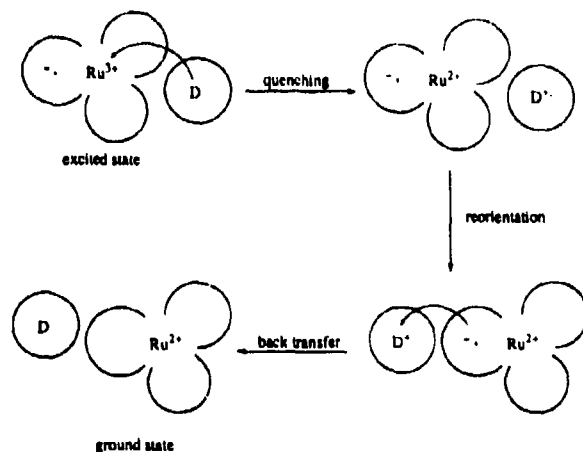 -.
Ru3+
D
quenching
-.
Ru2+
D+.
excited state
reorientation
D
Ru2+
back transfer
D+
-.
Ru2+
ground state